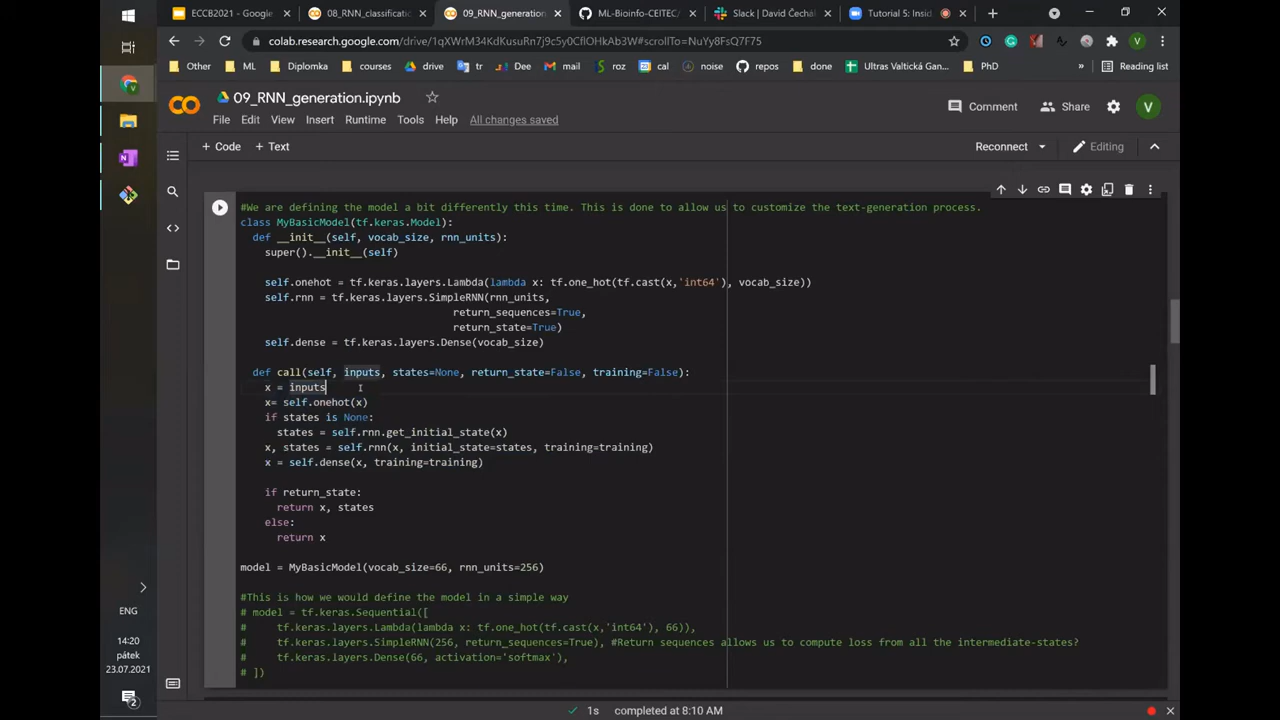 ECCB2021 - Google
08_RNN_classificatio
09_RNN_generation.
ML-Bioinfo-CEITEC/
Slack | David Čechák
Tutorial 5: Insid
colab.research.google.com/drive/1qXWrM34KdKusuRn7j9c5y0CflOHkAb3W#scrollTo=NuYy8FsQ7F75
Other
ML
Diplomka
courses
drive
tr
Dee
mail
roz
cal
noise
repos
done
Ultras Valtická Gan
PhD
»
Reading list
09_RNN_generation.ipynb
Comment
Share
V
File Edit View Insert Runtime Tools Help All changes saved
+ Code + Text
Reconnect
Editing
#We are defining the model a bit differently this time. This is done to allow us to customize the text-generation process.
class MyBasicModel(tf.keras.Model):
def __init__(self, vocab_size, rnn_units):
super().__init__(self)
self.onehot = tf.keras.layers.Lambda(lambda x: tf.one_hot(tf.cast(x,'int64'), vocab_size))
self.rnn = tf.keras.layers.SimpleRNN(rnn_units,
return_sequences=True,
return_state=True)
self.dense = tf.keras.layers.Dense(vocab_size)
def call(self, inputs, states=None, return_state=False, training=False):
x = inputs
x= self.onehot(x)
if states is None:
states = self.rnn.get_initial_state(x)
x, states = self.rnn(x, initial_state=states, training=training)
x = self.dense(x, training=training)
if return_state:
return x, states
else:
return x
model = MyBasicModel(vocab_size=66, rnn_units=256)
#This is how we would define the model in a simple way
# model = tf.keras.Sequential([
# tf.keras.layers.Lambda(lambda x: tf.one_hot(tf.cast(x,'int64'), 66)),
# tf.keras.layers.SimpleRNN(256, return_sequences=True), #Return sequences allows us to compute loss from all the intermediate-states?
# tf.keras.layers.Dense(66, activation='softmax'),
# ])
1s completed at 8:10 AM
ENG
14:20
pátek
23.07.2021
2